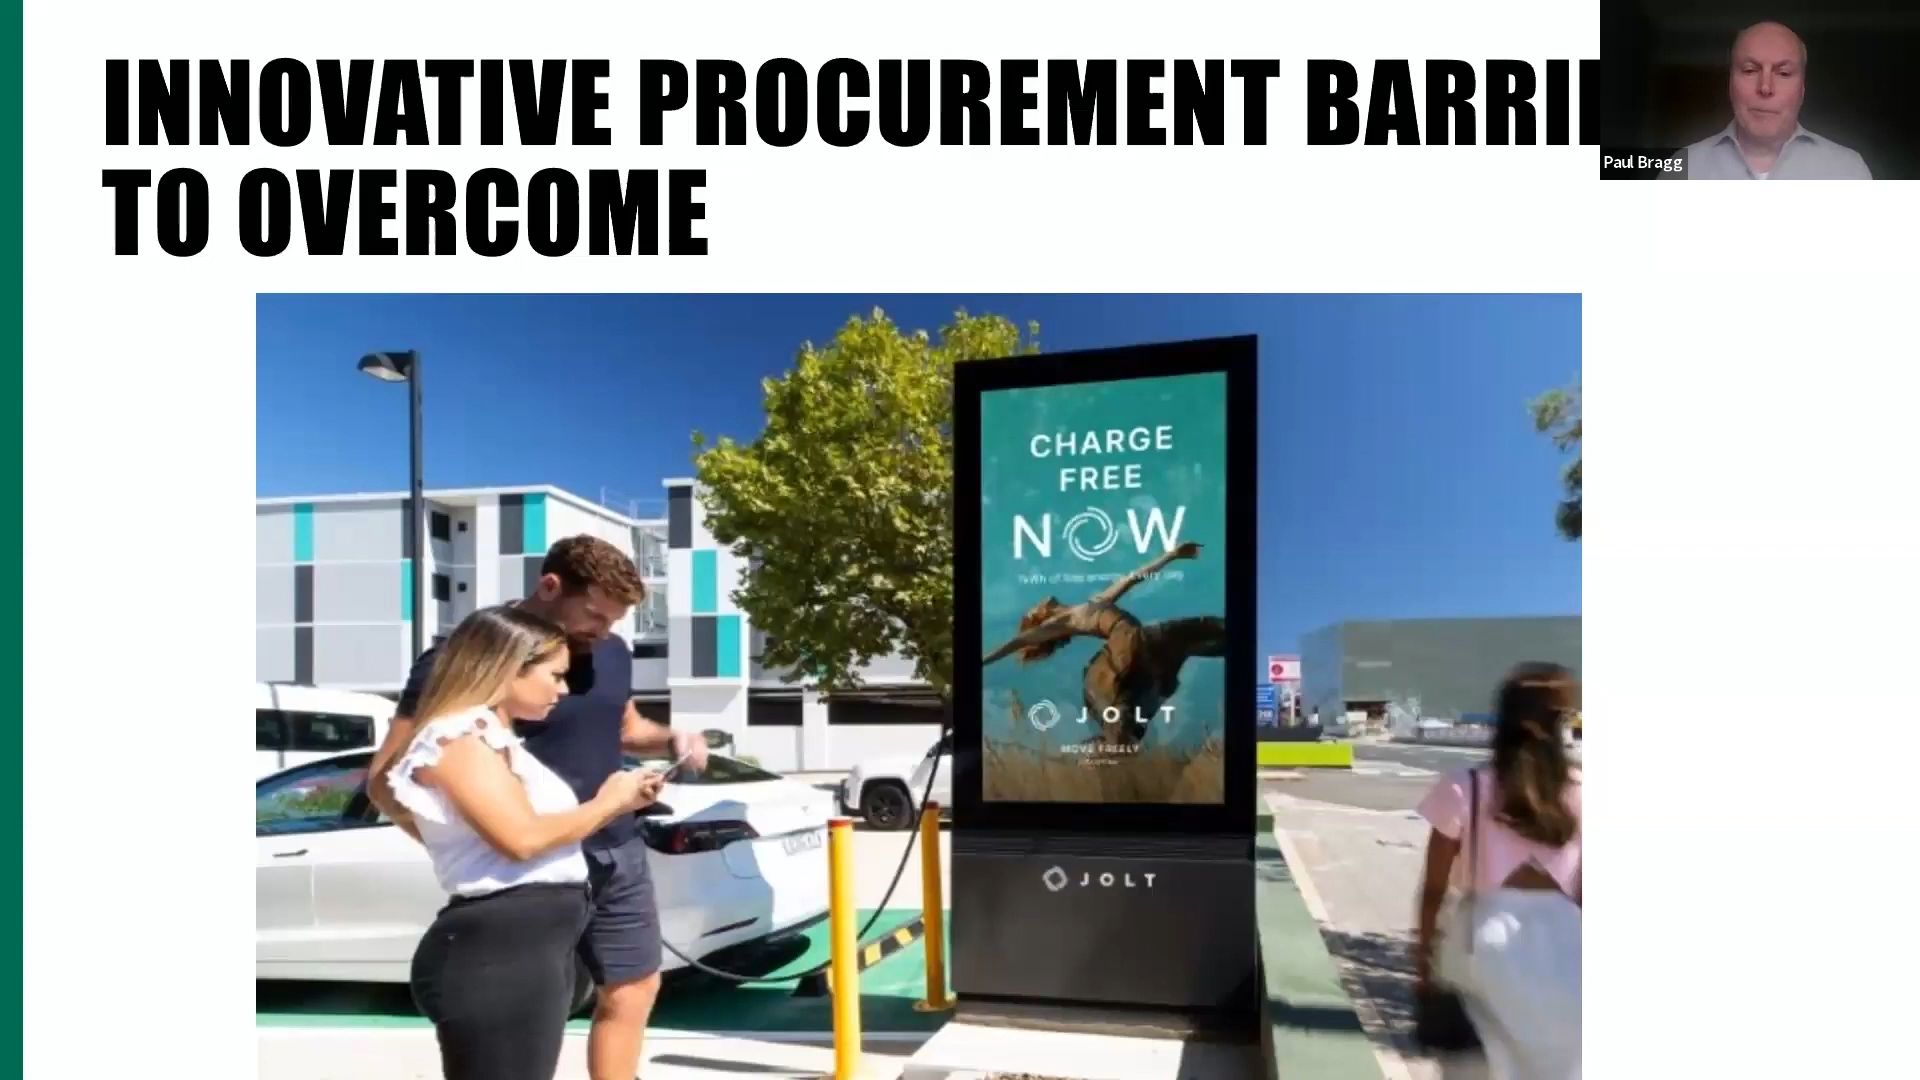 INNOVATIVE PROCUREMENT BARRI
TO OVERCOME
Paul Bragg
CHARGE
FREE
NOW
JOLT
MOVE FREELY
JOLT